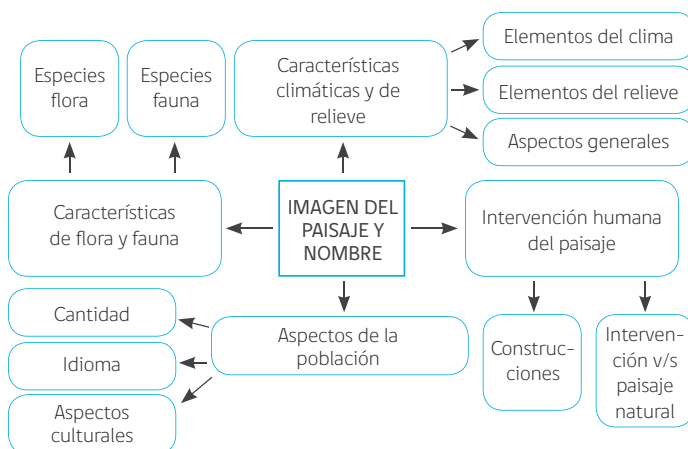 Especies
flora
Especies
fauna
Características
climáticas y de
relieve
Elementos del clima
Elementos del relieve
Aspectos generales
Características
de flora y fauna
IMAGEN DEL
PAISAJE Y
NOMBRE
Intervención humana
del paisaje
Cantidad
Idioma
Aspectos
culturales
Aspectos de la
población
Construc-
ciones
Interven-
ción v/s
paisaje
natural